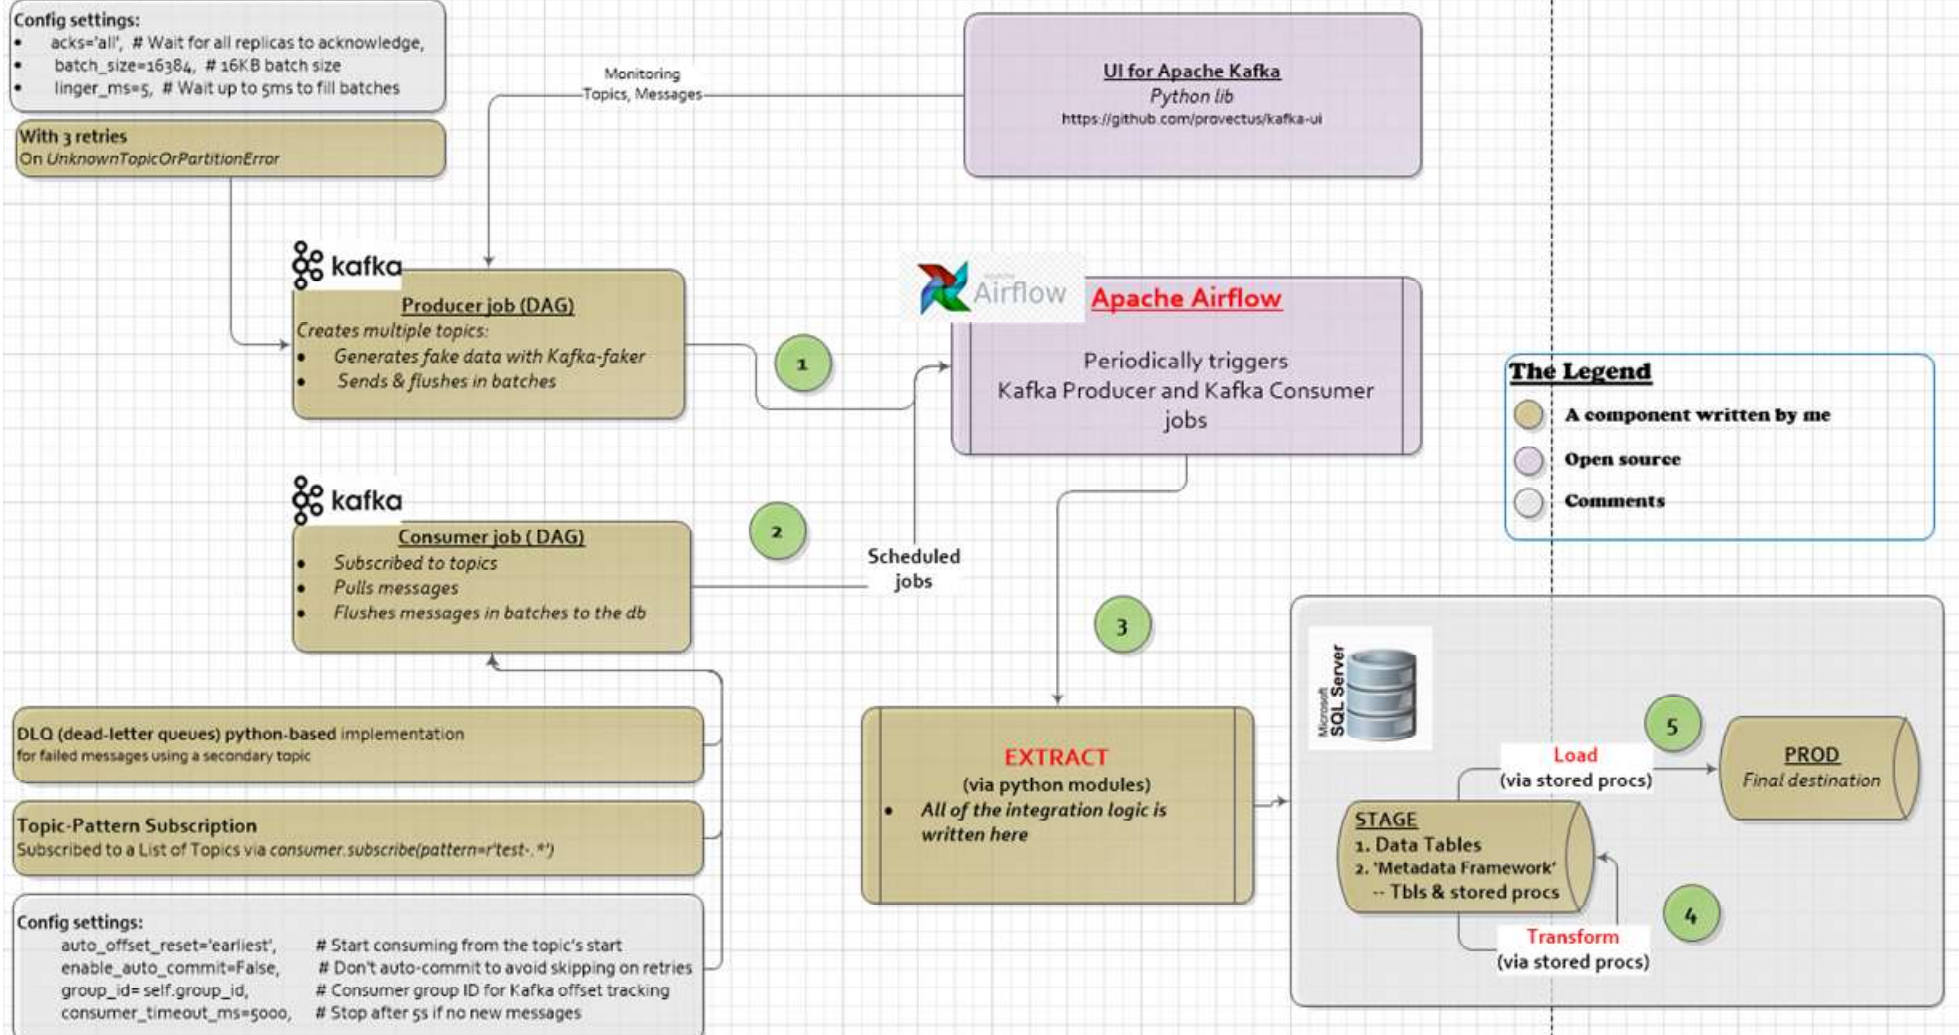 Config settings:
• acks='all', # Wait for all replicas to acknowledge,
• batch_size=16384, # 16KB batch size
• linger_ms=5, # Wait up to 5ms to fill batches
With 3 retries
On UnknownTopicOrPartitionError
Monitoring
Topics, Messages
UI for Apache Kafka
Python lib
https://github.com/provectus/kafka-ui
kafka
Producer job (DAG)
Creates multiple topics:
• Generates fake data with Kafka-faker
• Sends & flushes in batches
1
Airflow
Apache Airflow
Periodically triggers
Kafka Producer and Kafka Consumer
jobs
The Legend
A component written by me
Open source
Comments
kafka
Consumer job ( DAG)
• Subscribed to topics
• Pulls messages
• Flushes messages in batches to the db
2
Scheduled
jobs
3
DLQ (dead-letter queues) python-based implementation
for failed messages using a secondary topic
Topic-Pattern Subscription
Subscribed to a List of Topics via consumer.subscribe(pattern=r'test-.*')
Config settings:
auto_offset_reset='earliest', # Start consuming from the topic's start
enable_auto_commit=False, # Don't auto-commit to avoid skipping on retries
group_id= self.group_id, # Consumer group ID for Kafka offset tracking
consumer_timeout_ms=5000, # Stop after 5s if no new messages
EXTRACT
(via python modules)
• All of the integration logic is
written here
Microsoft
SQL Server
5
Load
(via stored procs)
PROD
Final destination
STAGE
1. Data Tables
2. 'Metadata Framework'
-- Tbls & stored procs
4
Transform
(via stored procs)